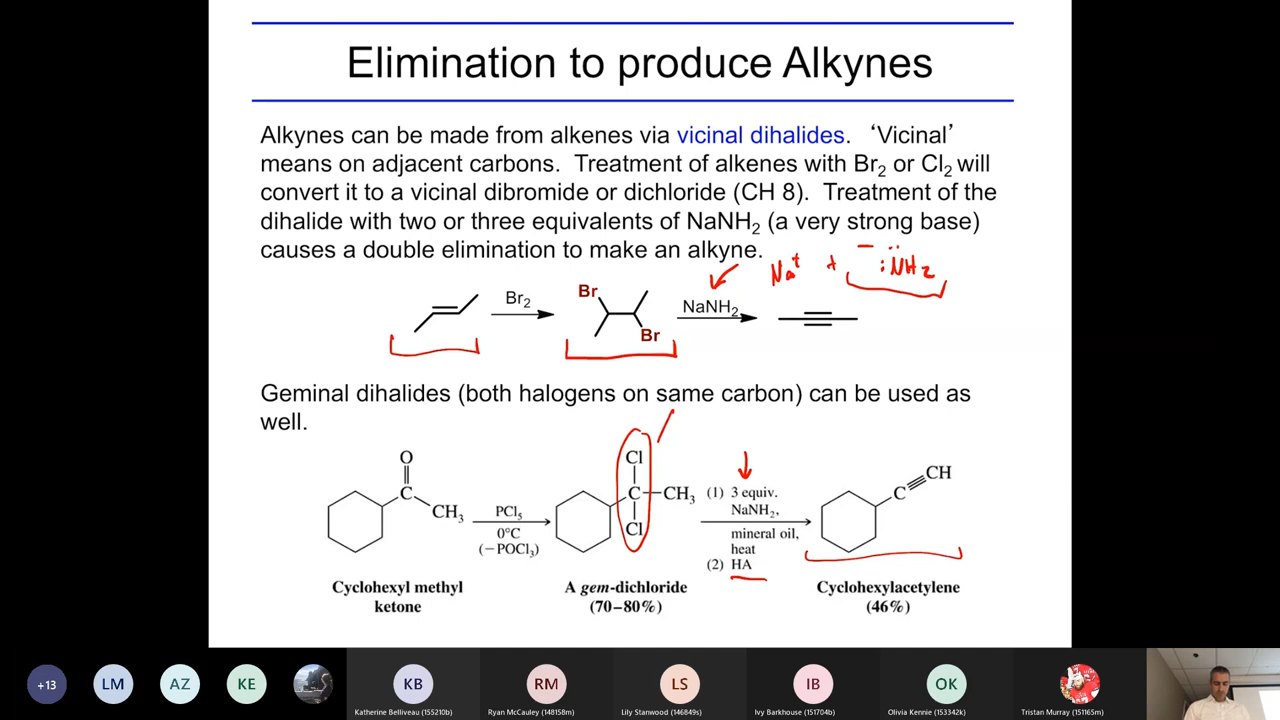 Elimination to produce Alkynes
Alkynes can be made from alkenes via vicinal dihalides. ‘Vicinal’
means on adjacent carbons. Treatment of alkenes with Br₂ or Cl₂ will
convert it to a vicinal dibromide or dichloride (CH 8). Treatment of the
dihalide with two or three equivalents of NaNH₂ (a very strong base)
causes a double elimination to make an alkyne.
Na⁺ + ⁻:N̈H₂
Br₂
Br
Br
NaNH₂
Geminal dihalides (both halogens on same carbon) can be used as
well.
O
C
CH₃
PCl₅
0°C
(−POCl₃)
Cl
C—CH₃
Cl
(1) 3 equiv.
NaNH₂,
mineral oil,
heat
(2) HA
C≡CH
Cyclohexyl methyl
ketone
A gem-dichloride
(70–80%)
Cyclohexylacetylene
(46%)
+13
LM
AZ
KE
KB
RM
LS
IB
OK
Katherine Belliveau (155210b)
Ryan McCauley (148158m)
Lily Stanwood (146849s)
Ivy Barkhouse (151704b)
Olivia Kennie (153342k)
Tristan Murray (151165m)